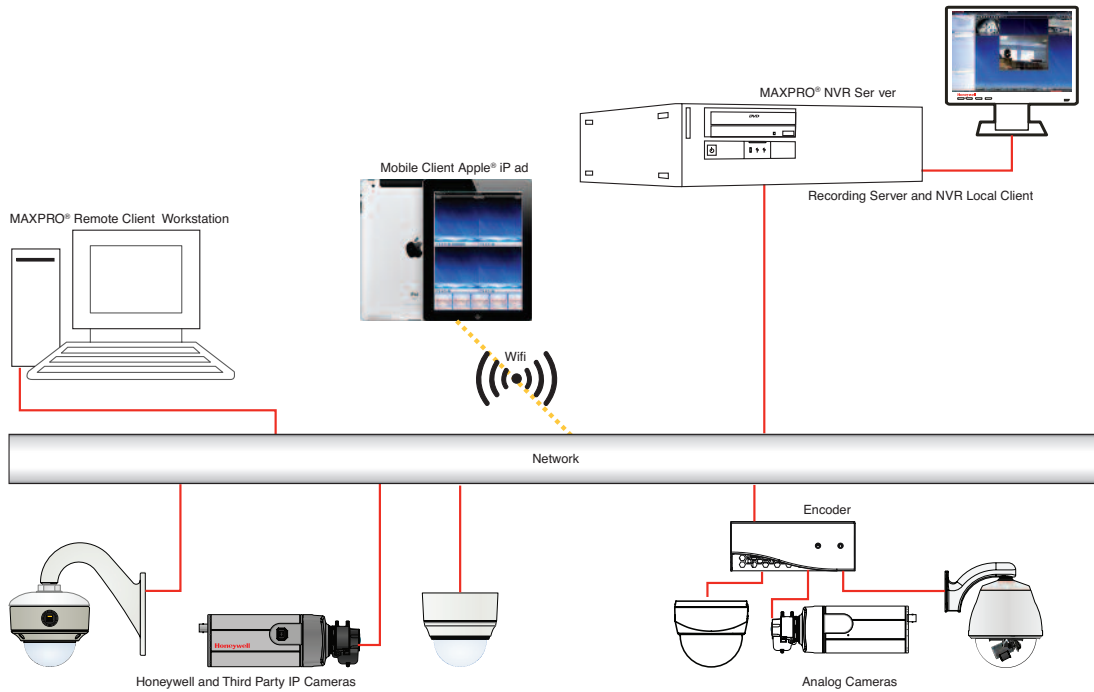 MAXPRO® NVR Ser ver
DVD
Honeywell
Mobile Client Apple® iP ad
Recording Server and NVR Local Client
MAXPRO® Remote Client Workstation
Wifi
Network
Encoder
Honeywell
Honeywell and Third Party IP Cameras
Analog Cameras